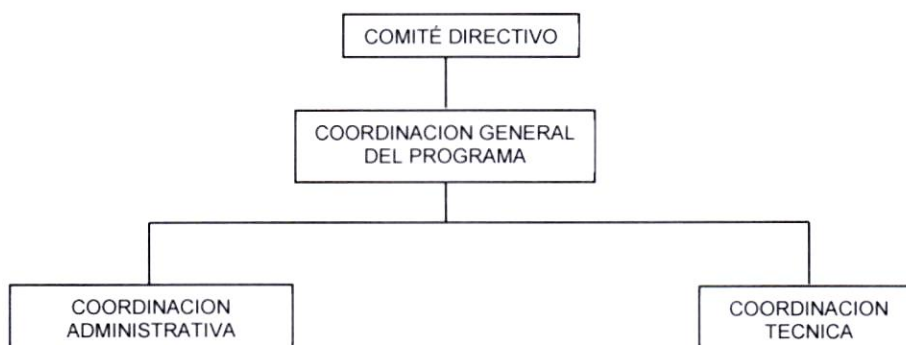 COMITÉ DIRECTIVO
COORDINACION GENERAL
DEL PROGRAMA
COORDINACION
ADMINISTRATIVA
COORDINACION
TECNICA